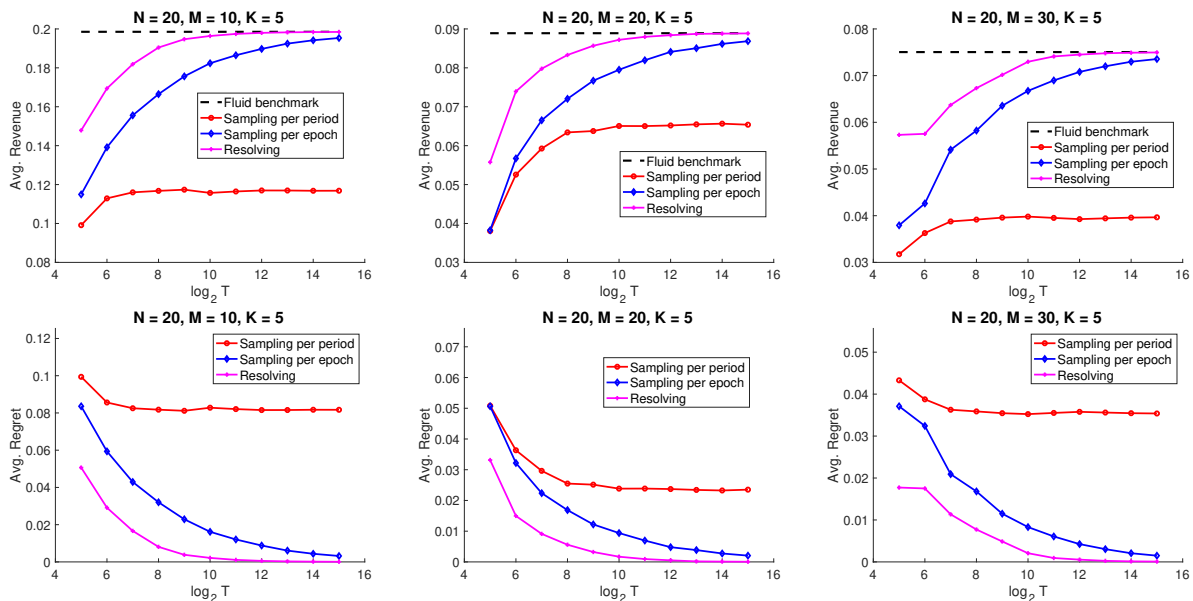 N = 20, M = 10, K = 5
Avg. Revenue
0.2
0.18
0.16
0.14
0.12
0.1
0.08
Fluid benchmark
Sampling per period
Sampling per epoch
Resolving
4 6 8 10 12 14 16
log2 T
N = 20, M = 20, K = 5
Avg. Revenue
0.09
0.08
0.07
0.06
0.05
0.04
0.03
Fluid benchmark
Sampling per period
Sampling per epoch
Resolving
4 6 8 10 12 14 16
log2 T
N = 20, M = 30, K = 5
Avg. Revenue
0.08
0.07
0.06
0.05
0.04
0.03
Fluid benchmark
Sampling per period
Sampling per epoch
Resolving
4 6 8 10 12 14 16
log2 T
N = 20, M = 10, K = 5
Avg. Regret
0.12
0.1
0.08
0.06
0.04
0.02
0
Sampling per period
Sampling per epoch
Resolving
4 6 8 10 12 14 16
log2 T
N = 20, M = 20, K = 5
Avg. Regret
0.07
0.06
0.05
0.04
0.03
0.02
0.01
0
Sampling per period
Sampling per epoch
Resolving
4 6 8 10 12 14 16
log2 T
N = 20, M = 30, K = 5
Avg. Regret
0.05
0.04
0.03
0.02
0.01
0
Sampling per period
Sampling per epoch
Resolving
4 6 8 10 12 14 16
log2 T